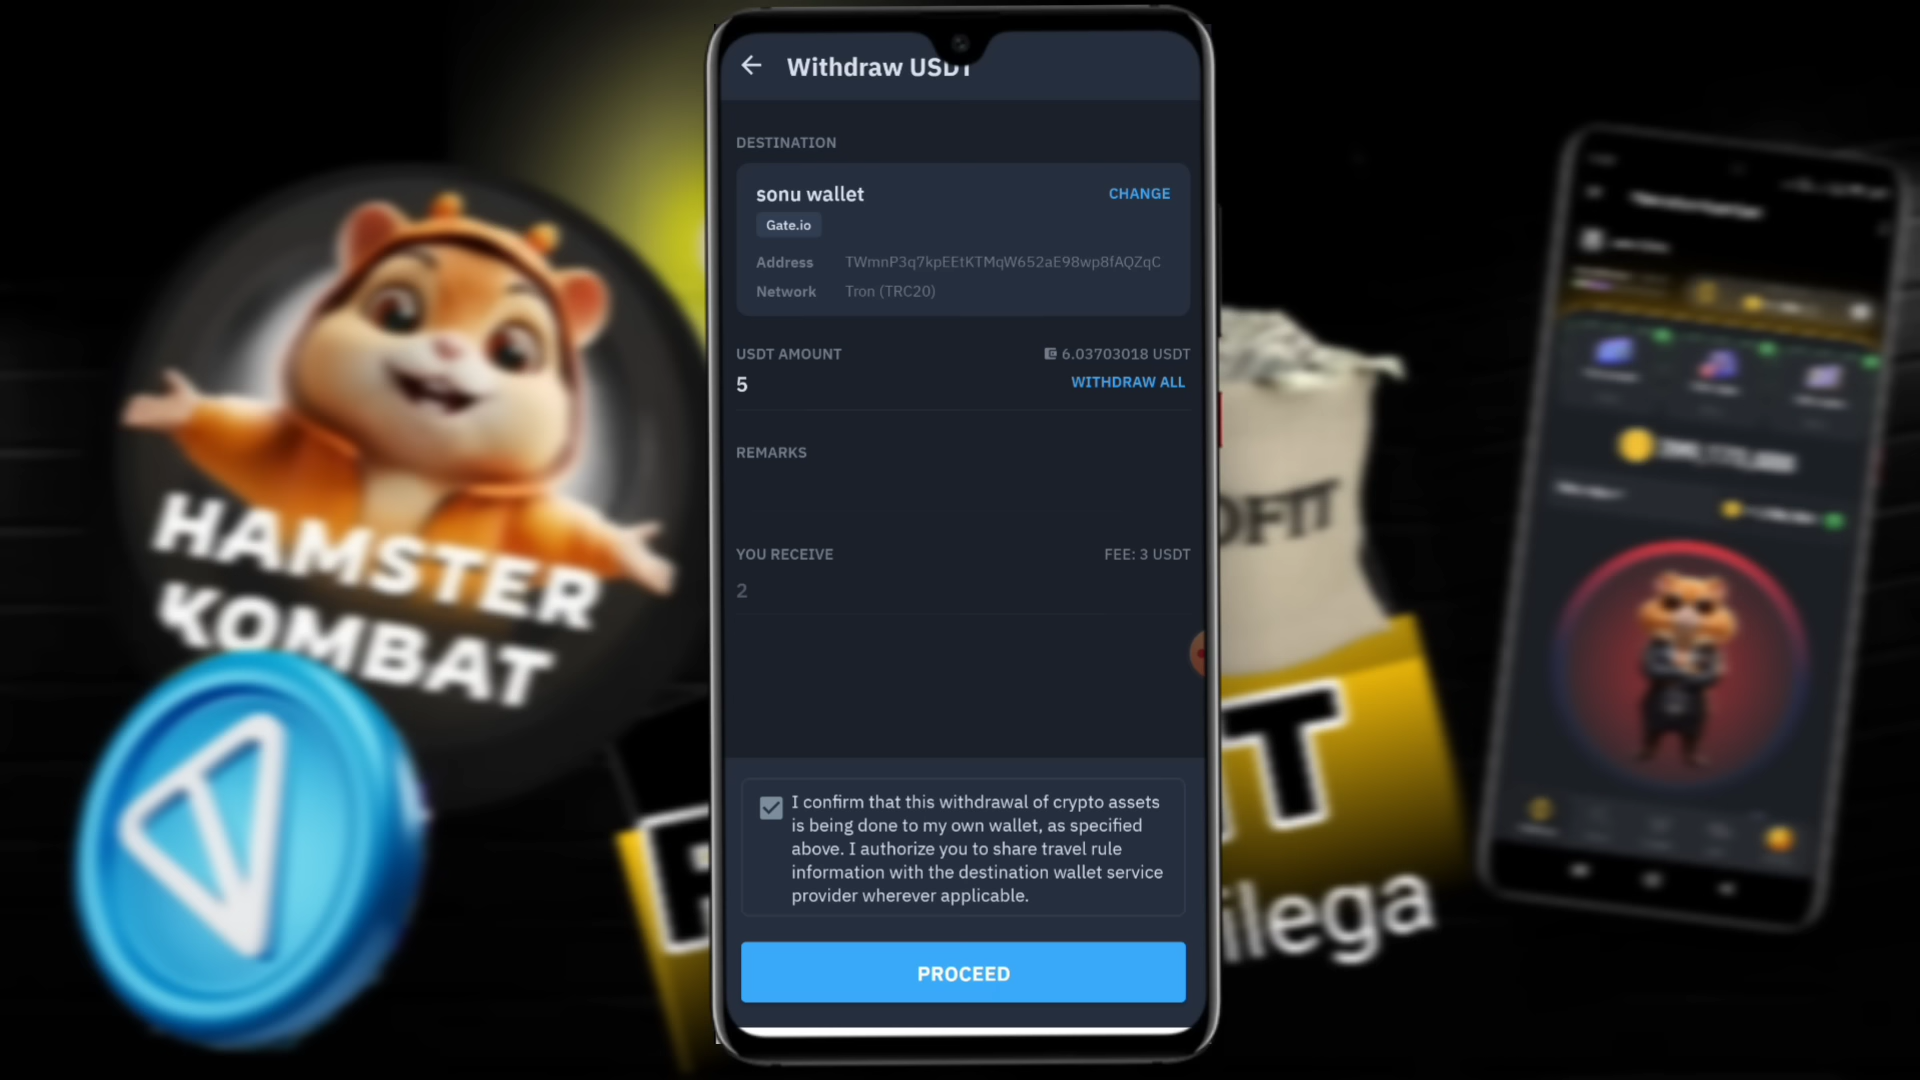 Withdraw USDT
DESTINATION
sonu wallet
CHANGE
Gate.io
Address TWmnP3q7kpEEtKTMqW652aE98wp8fAQZqC
Network Tron (TRC20)
USDT AMOUNT
6.03703018 USDT
5
WITHDRAW ALL
REMARKS
YOU RECEIVE
FEE: 3 USDT
2
I confirm that this withdrawal of crypto assets
is being done to my own wallet, as specified
above. I authorize you to share travel rule
information with the destination wallet service
provider wherever applicable.
PROCEED
HAMSTER
KOMBAT
OFIT
T
ilega